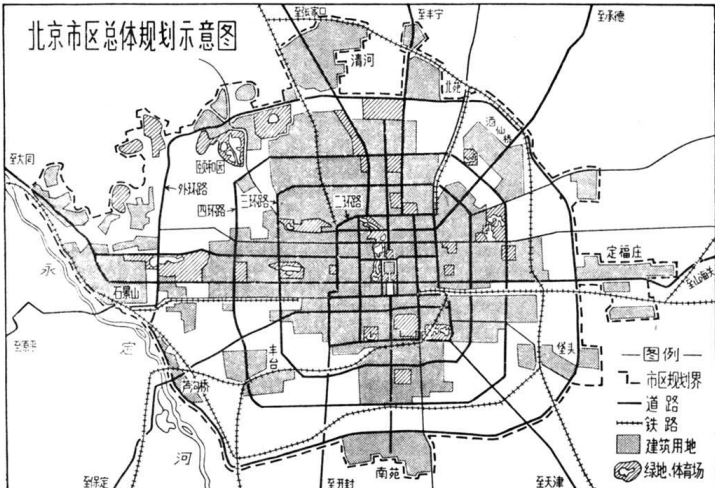 北京市区总体规划示意图
至张家口
至丰宁
至承德
清河
北苑
酒仙桥
颐和园
至大同
外环路
四环路
三环路
二环路
定福庄
至山海关
石景山
永定河
至原平
丰台
芦沟桥
垡头
南苑
至保定
至开封
至天津
图例
市区规划界
道路
铁路
建筑用地
绿地、体育场